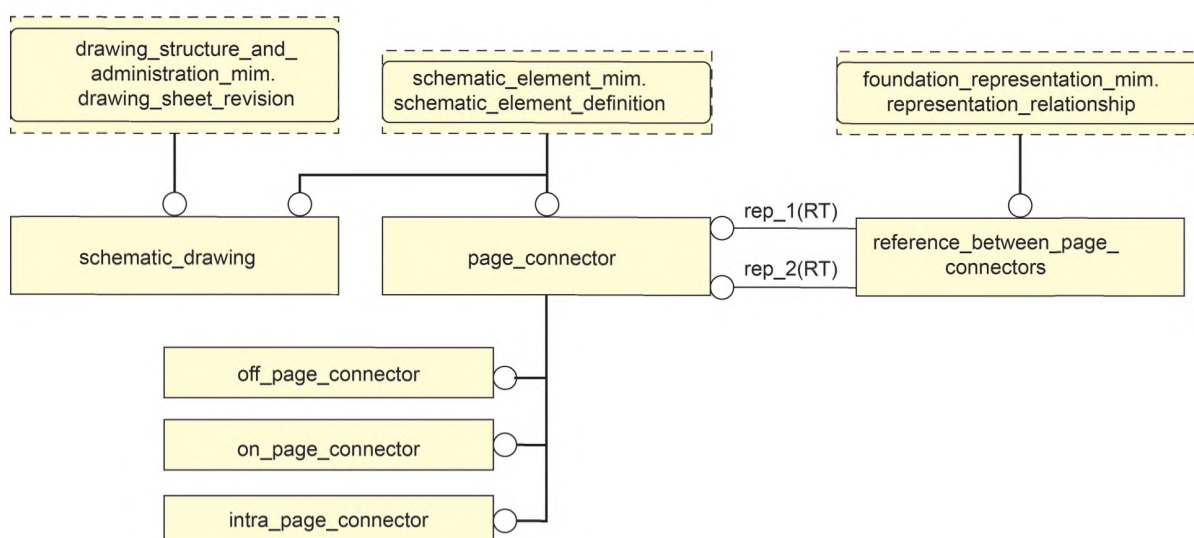 drawing_structure_and_
administration_mim.
drawing_sheet_revision
schematic_element_mim.
schematic_element_definition
foundation_representation_mim.
representation_relationship
schematic_drawing
page_connector
rep_1(RT)
rep_2(RT)
reference_between_page_
connectors
off_page_connector
on_page_connector
intra_page_connector